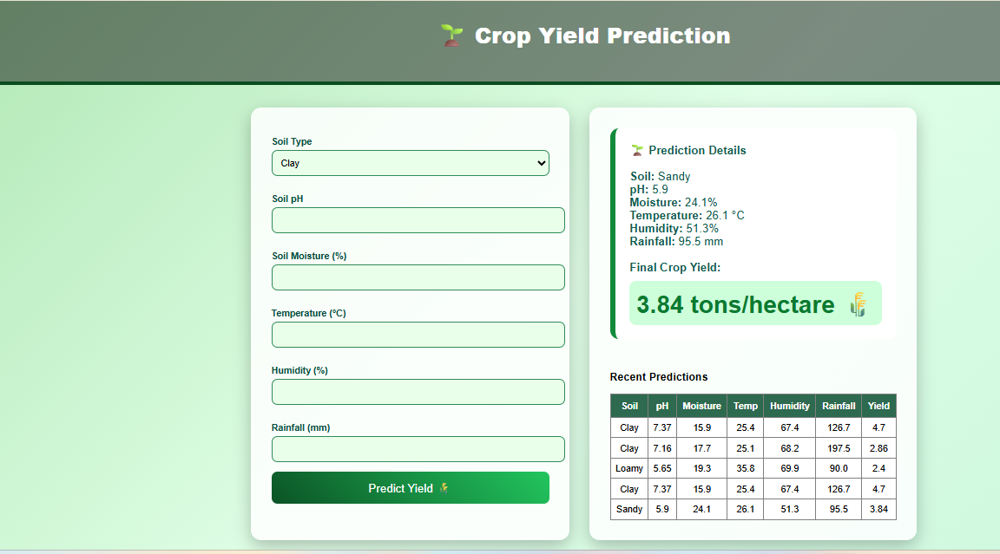 Crop Yield Prediction
Soil Type
Clay
Soil pH
Soil Moisture (%)
Temperature (°C)
Humidity (%)
Rainfall (mm)
Predict Yield
Prediction Details
Soil: Sandy
pH: 5.9
Moisture: 24.1%
Temperature: 26.1 °C
Humidity: 51.3%
Rainfall: 95.5 mm
Final Crop Yield:
3.84 tons/hectare
Recent Predictions
Soil pH Moisture Temp Humidity Rainfall Yield
Clay 7.37 15.9 25.4 67.4 126.7 4.7
Clay 7.16 17.7 25.1 68.2 197.5 2.86
Loamy 5.65 19.3 35.8 69.9 90.0 2.4
Clay 7.37 15.9 25.4 67.4 126.7 4.7
Sandy 5.9 24.1 26.1 51.3 95.5 3.84